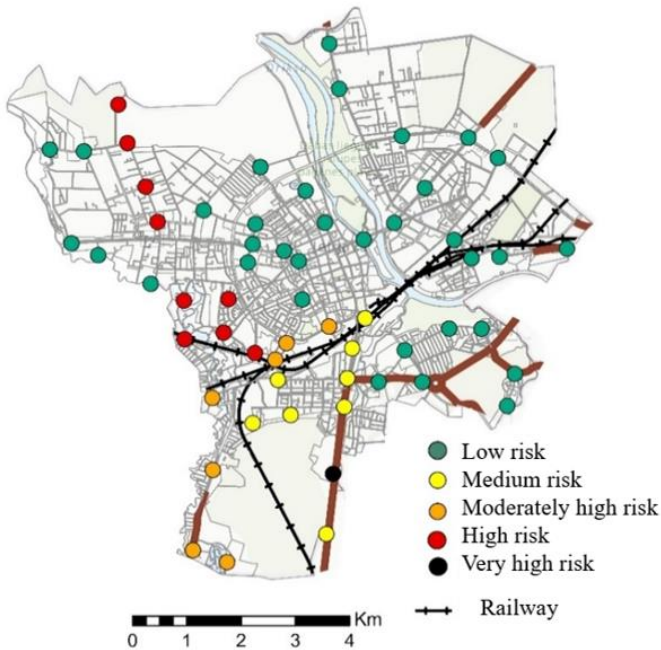 Low risk
Medium risk
Moderately high risk
High risk
Very high risk
Railway
Km
0 1 2 3 4